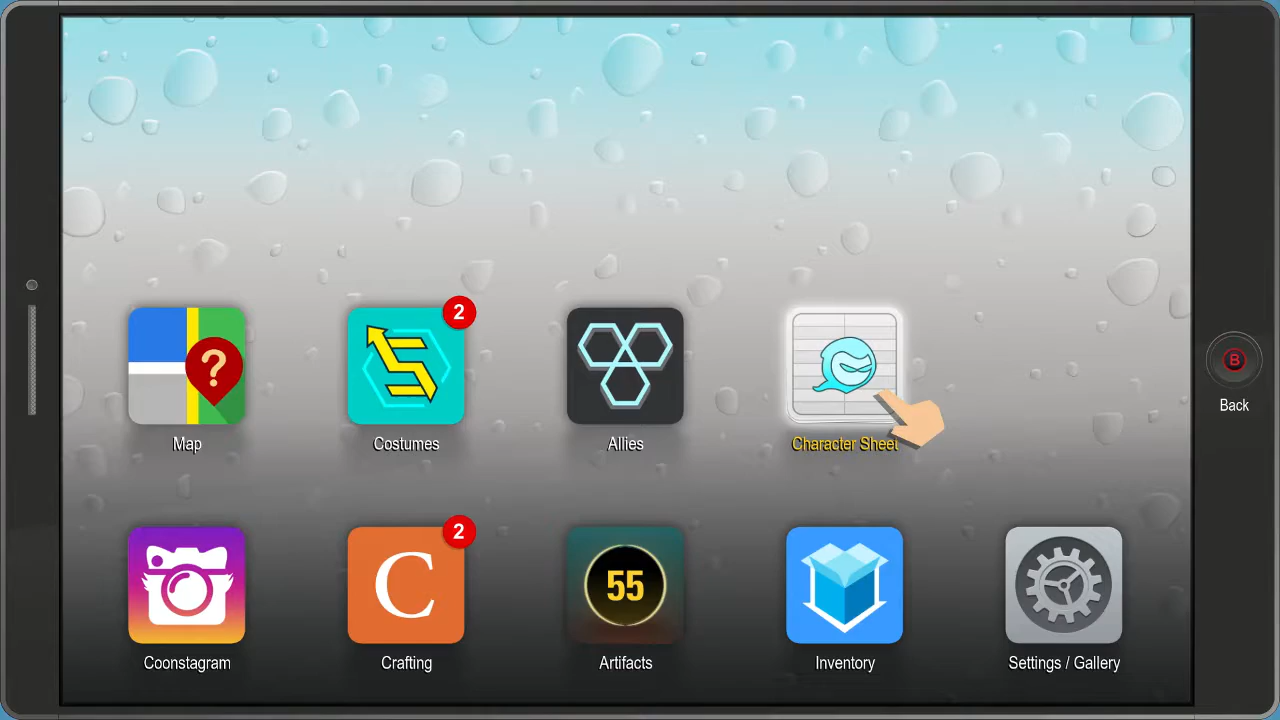 ?
2
Map
Costumes
Allies
Character Sheet
B
Back
2
C
55
Coonstagram
Crafting
Artifacts
Inventory
Settings / Gallery